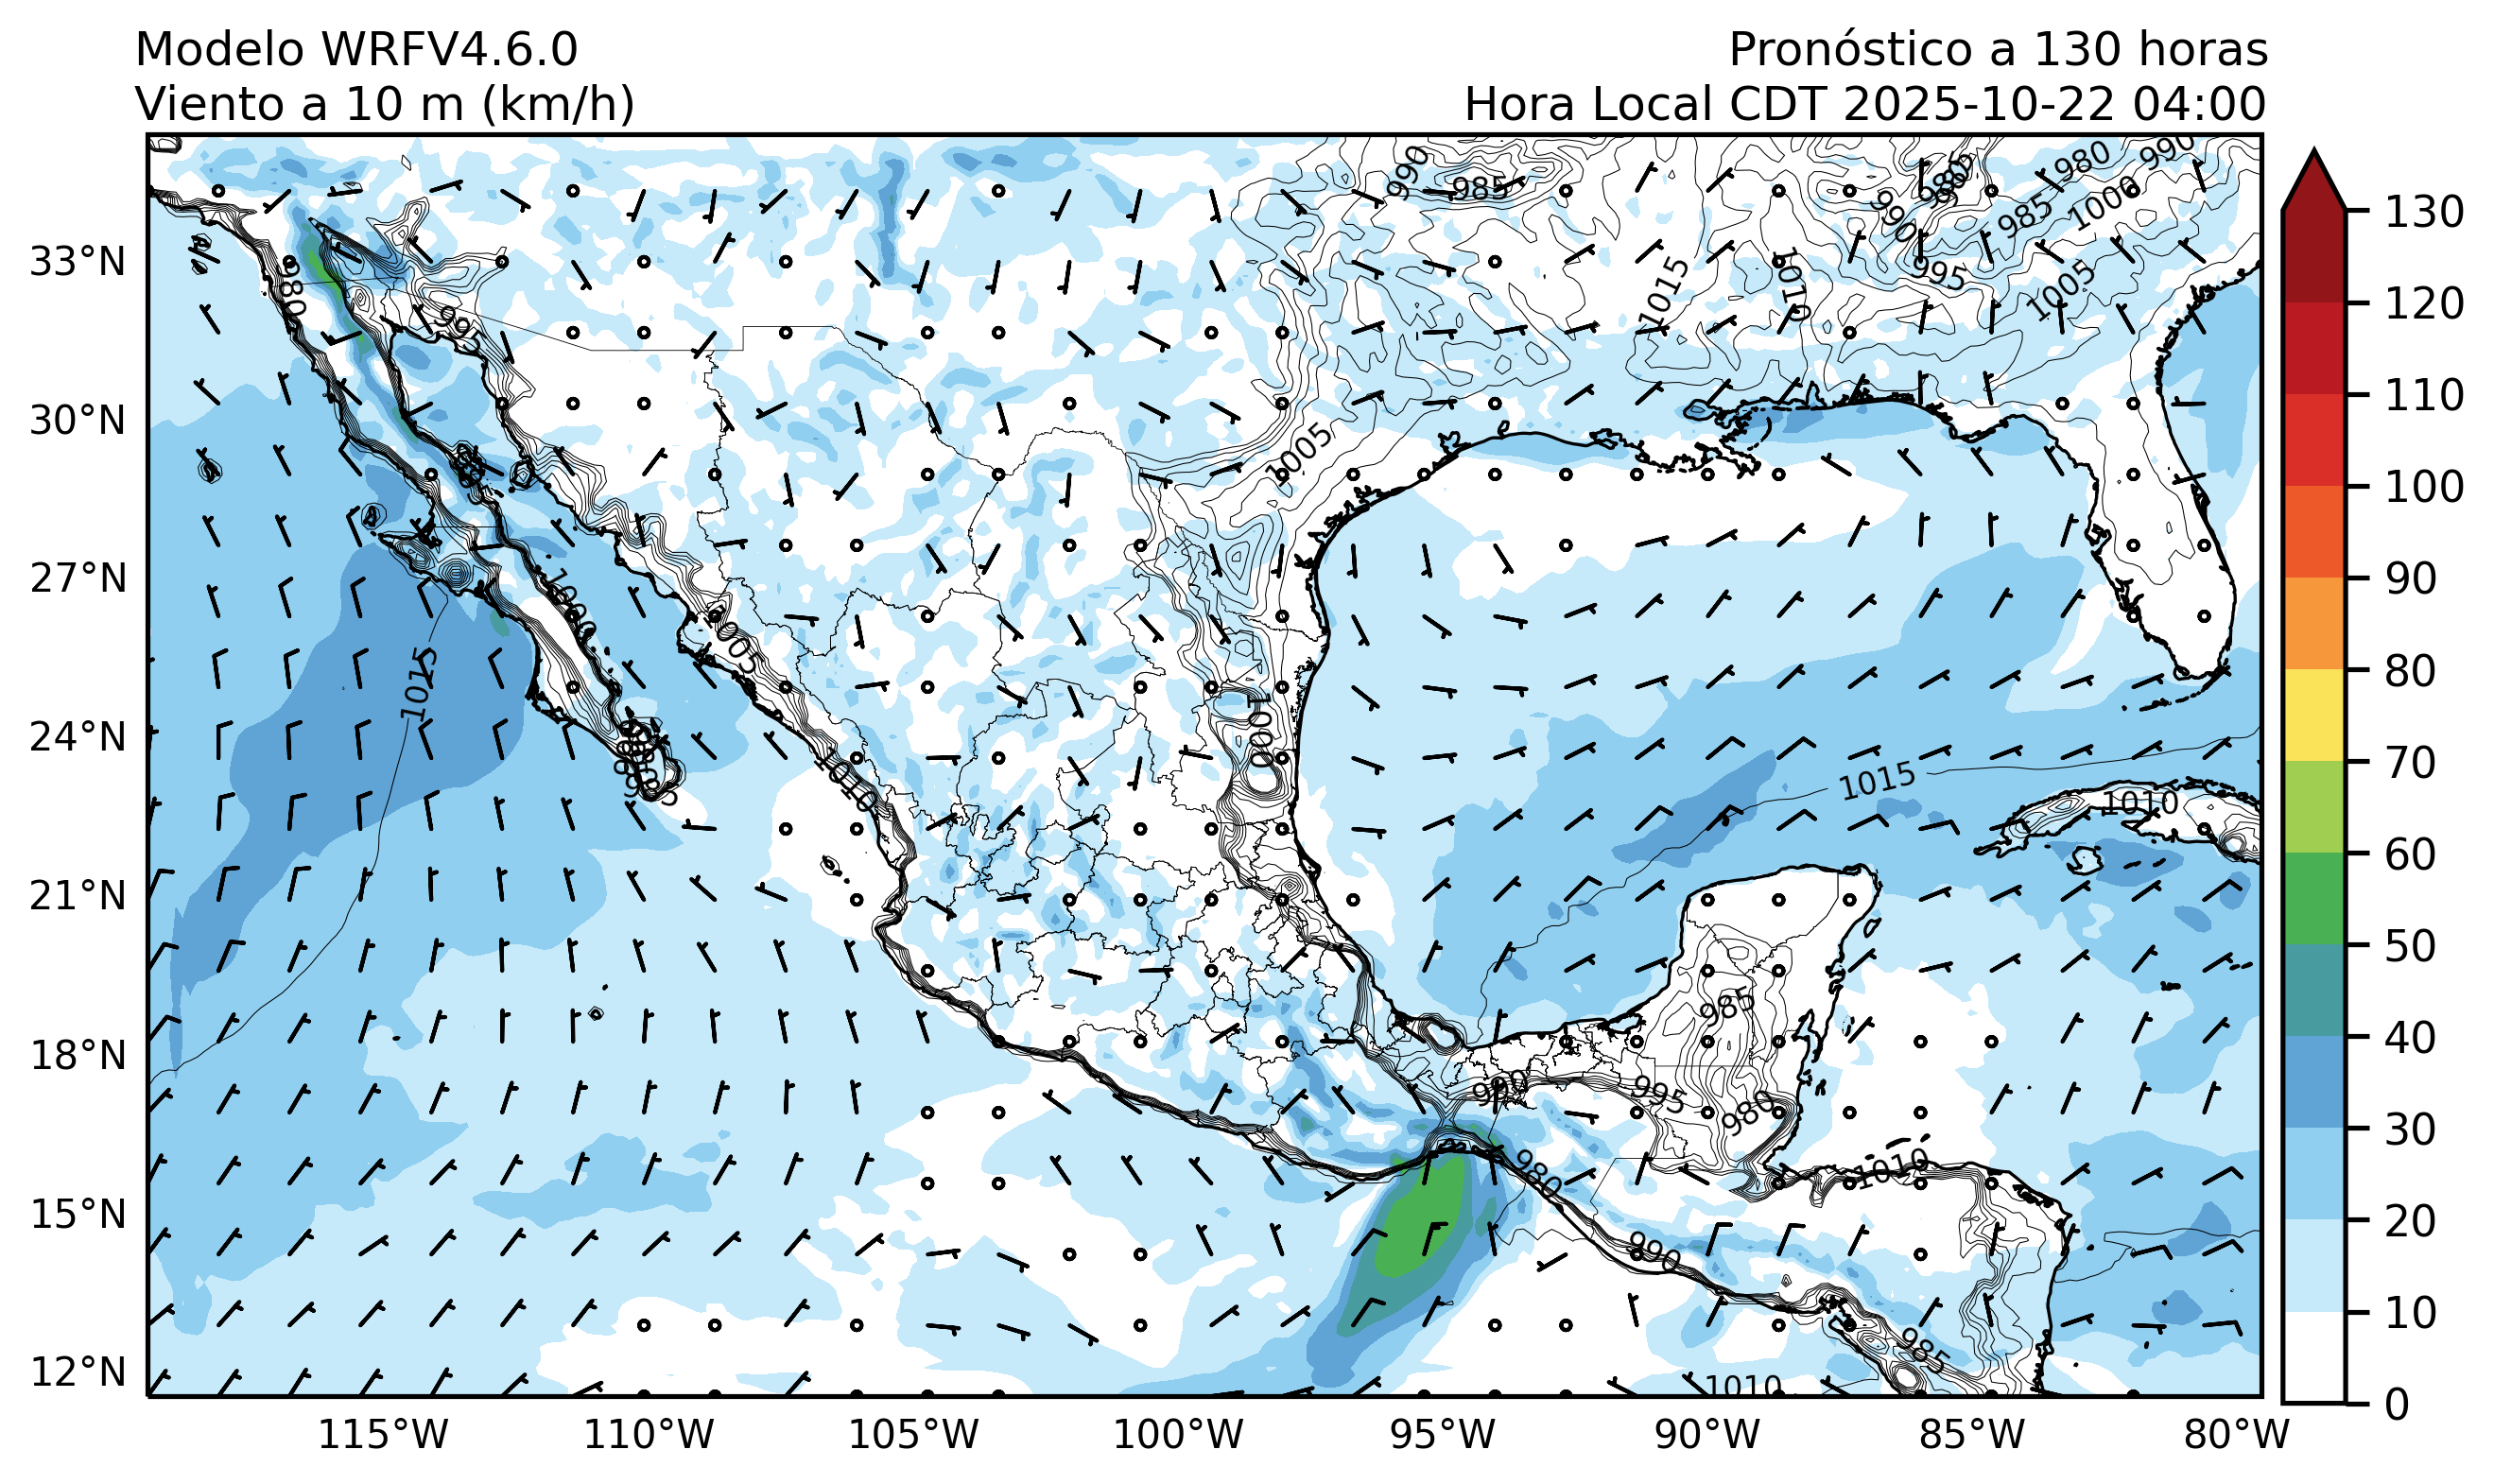 Modelo WRFV4.6.0
Viento a 10 m (km/h)
Pronóstico a 130 horas
Hora Local CDT 2025-10-22 04:00
33°N
30°N
27°N
24°N
21°N
18°N
15°N
12°N
115°W
110°W
105°W
100°W
95°W
90°W
85°W
80°W
130
120
110
100
90
80
70
60
50
40
30
20
10
0
990
985
985
980
990
990
985
1000
995
1005
1015
1010
980
995
1005
1000
1005
1015
1000
1010
1015
1010
985
990
995
980
980
1010
990
985
1010